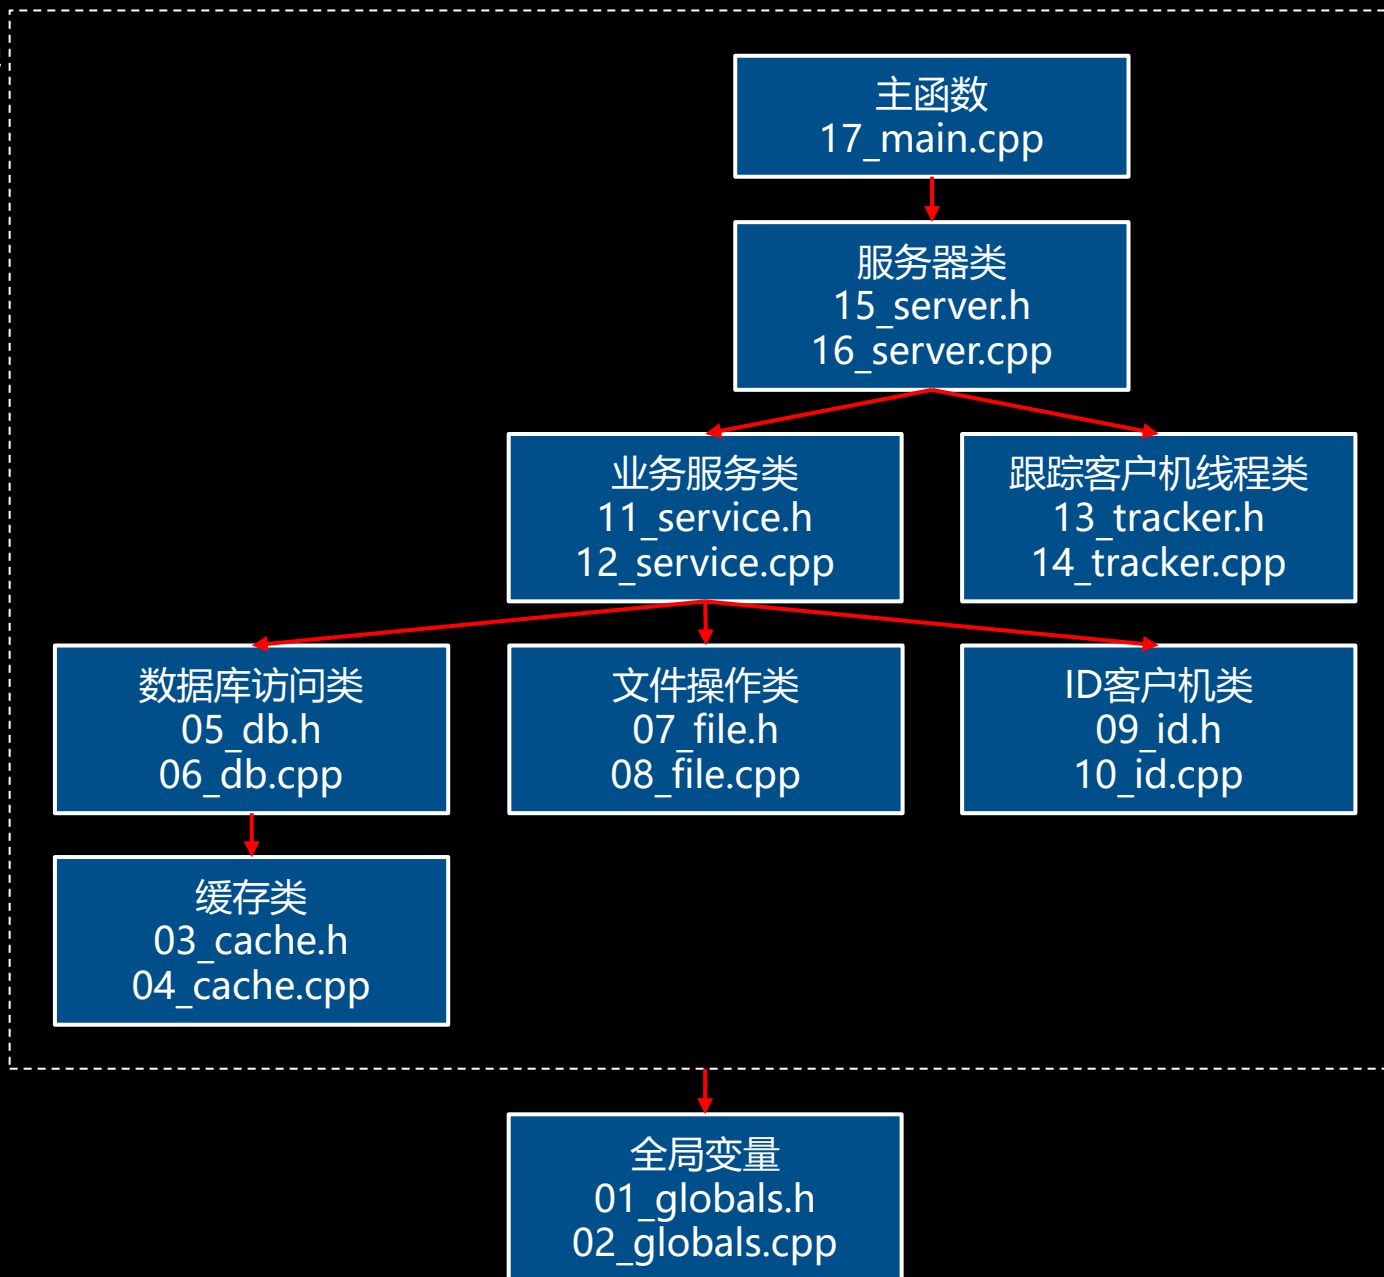 主函数
17_main.cpp
服务器类
15_server.h
16_server.cpp
业务服务类
11_service.h
12_service.cpp
跟踪客户机线程类
13_tracker.h
14_tracker.cpp
数据库访问类
05_db.h
06_db.cpp
文件操作类
07_file.h
08_file.cpp
ID客户机类
09_id.h
10_id.cpp
缓存类
03_cache.h
04_cache.cpp
全局变量
01_globals.h
02_globals.cpp